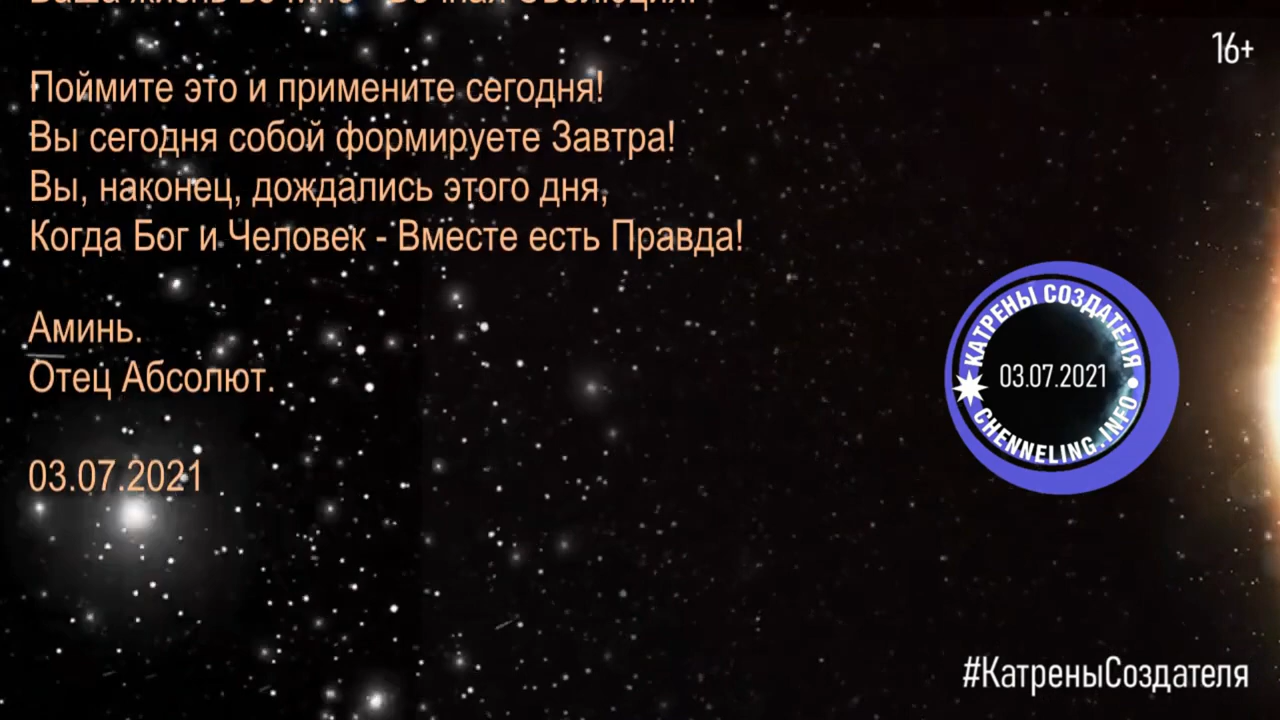 16+
Поймите это и примените сегодня!
Вы сегодня собой формируете Завтра!
Вы, наконец, дождались этого дня,
Когда Бог и Человек - Вместе есть Правда!
Аминь.
Отец Абсолют.
03.07.2021
КАТРЕНЫ СОЗДАТЕЛЯ
03.07.2021
CHENNELING.INFO
#КатреныСоздателя